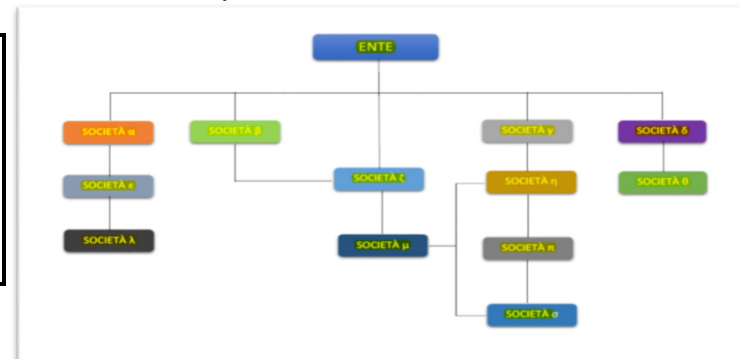 ENTE
SOCIETÀ α
SOCIETÀ β
SOCIETÀ γ
SOCIETÀ δ
SOCIETÀ ε
SOCIETÀ ζ
SOCIETÀ η
SOCIETÀ θ
SOCIETÀ λ
SOCIETÀ μ
SOCIETÀ π
SOCIETÀ σ